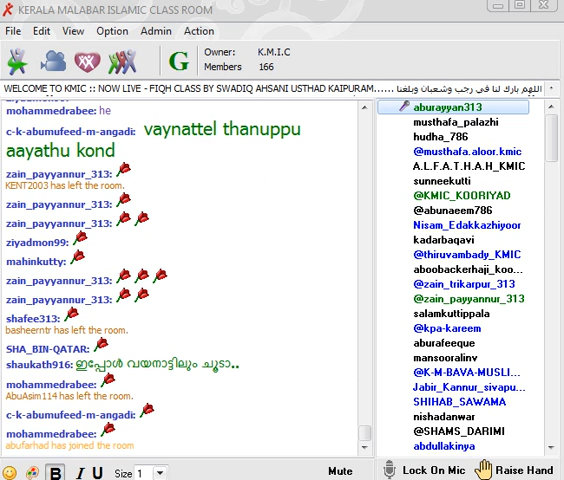 KERALA MALABAR ISLAMIC CLASS ROOM
File Edit View Option Admin Action
G Owner: K.M.I.C
Members 166
WELCOME TO KMIC :: NOW LIVE - FIQH CLASS BY SWADIQ AHSANI USTHAD KAIPURAM...... اللهم بارك لنا في رجب وشعبان وبلغنا
mohammedrabee: he
c-k-abumufeed-m-angadi: vaynattel thanuppu
aayathu kond
zain_payyannur_313:
KENT2003 has left the room.
zain_payyannur_313:
zain_payyannur_313:
ziyadmon99:
mahinkutty:
zain_payyannur_313:
zain_payyannur_313:
shafee313:
basheerntr has left the room.
SHA_BIN-QATAR:
shaukath916: ഇപ്പോൾ വയനാട്ടിലും ചൂടാ..
mohammedrabee:
AbuAsim114 has left the room.
c-k-abumufeed-m-angadi:
mohammedrabee:
abufarhad has joined the room
B I U Size 1 Mute
aburayyan313
musthafa_palazhi
hudha_786
@musthafa.aloor.kmic
A.L.F.A.T.H.A.H_KMIC
sunneekutti
@KMIC_KOORIYAD
@abunaeem786
Nisam_Edakkazhiyoor
kadarbaqavi
@thiruvambady_KMIC
aboobackerhaji_koo...
@zain_trikarpur_313
@zain_payyannur_313
salamkuttippala
@kpa-kareem
aburafeeque
mansooralinv
@K-M-BAVA-MUSLI...
Jabir_Kannur_sivapu...
SHIHAB_SAWAMA
nishadanwar
@SHAMS_DARIMI
abdullakinya
Lock On Mic Raise Hand